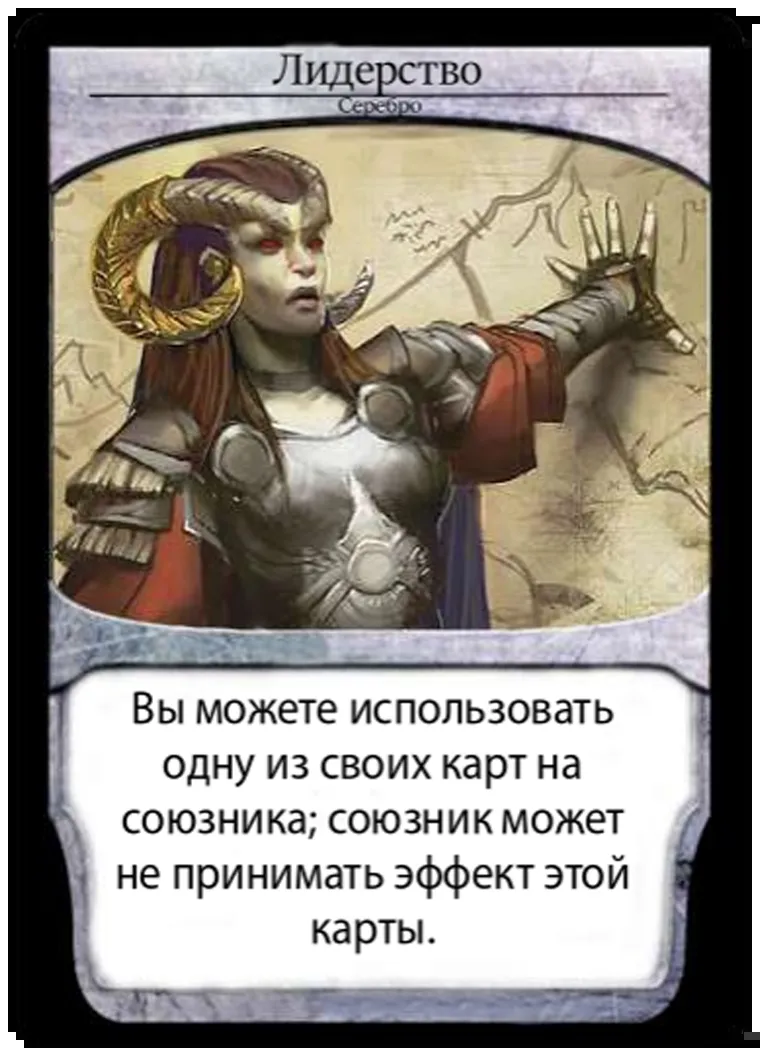 Лидерство
Серебро
Вы можете использовать
одну из своих карт на
союзника; союзник может
не принимать эффект этой
карты.